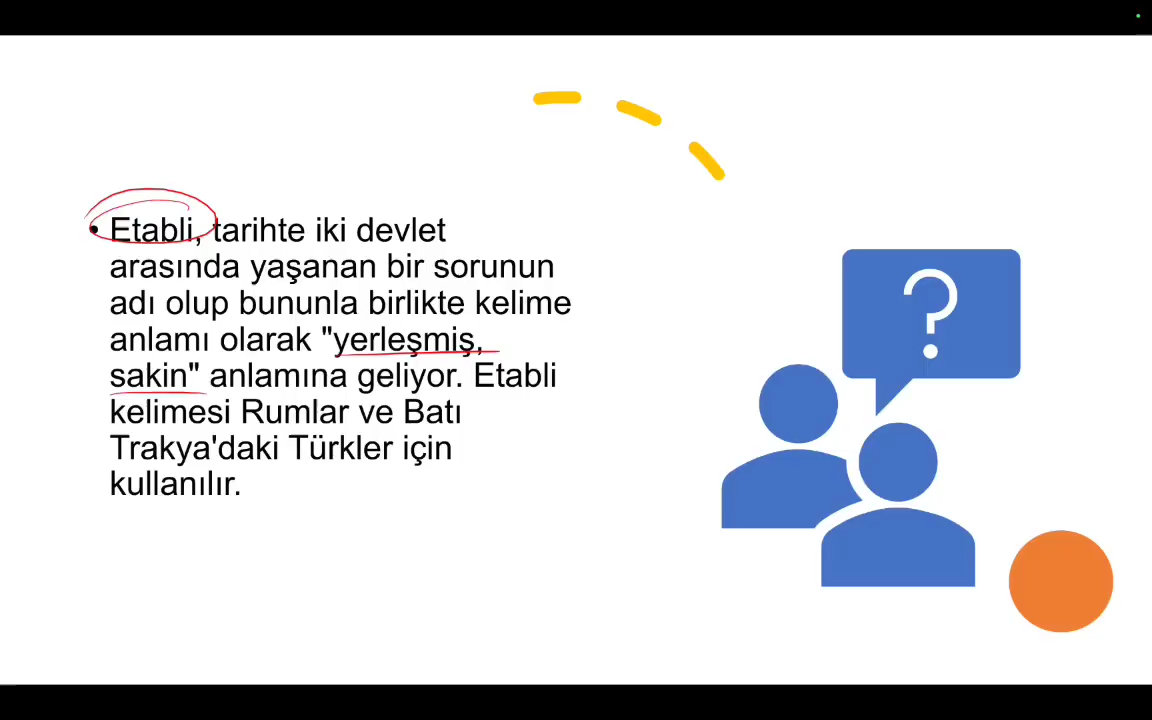 • Etabli, tarihte iki devlet
arasında yaşanan bir sorunun
adı olup bununla birlikte kelime
anlamı olarak "yerleşmiş,
sakin" anlamına geliyor. Etabli
kelimesi Rumlar ve Batı
Trakya'daki Türkler için
kullanılır.
?